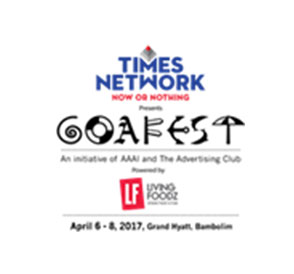 TIMES
NETWORK
NOW OR NOTHING
Presents
GOAFEST
An initiative of AAAI and The Advertising Club
Powered by
LF LIVING
FOODZ
April 6 - 8, 2017, Grand Hyatt, Bambolim